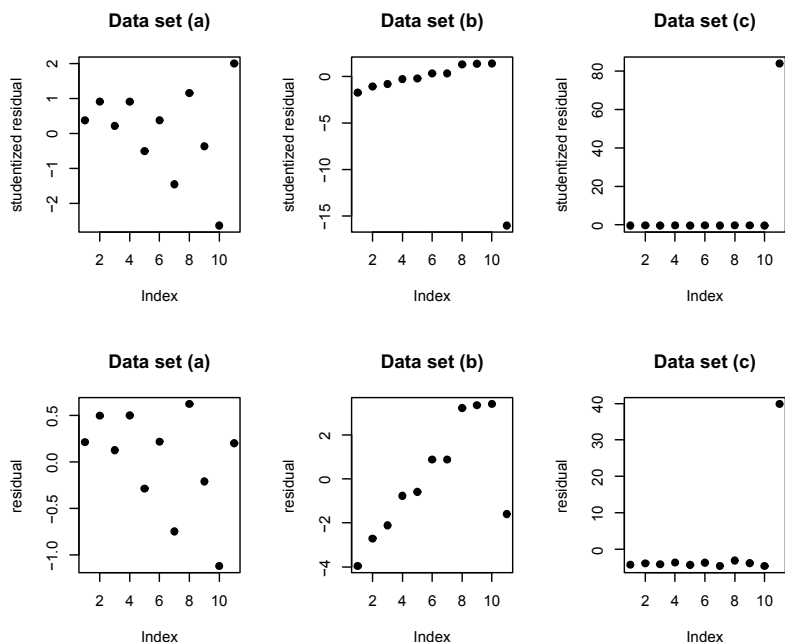 Data set (a)
studentized residual
2
1
0
−1
−2
2 4 6 8 10
Index
Data set (b)
studentized residual
0
−5
−10
−15
2 4 6 8 10
Index
Data set (c)
studentized residual
80
60
40
20
0
2 4 6 8 10
Index
Data set (a)
residual
0.5
0.0
−0.5
−1.0
2 4 6 8 10
Index
Data set (b)
residual
2
0
−2
−4
2 4 6 8 10
Index
Data set (c)
residual
40
30
20
10
0
2 4 6 8 10
Index